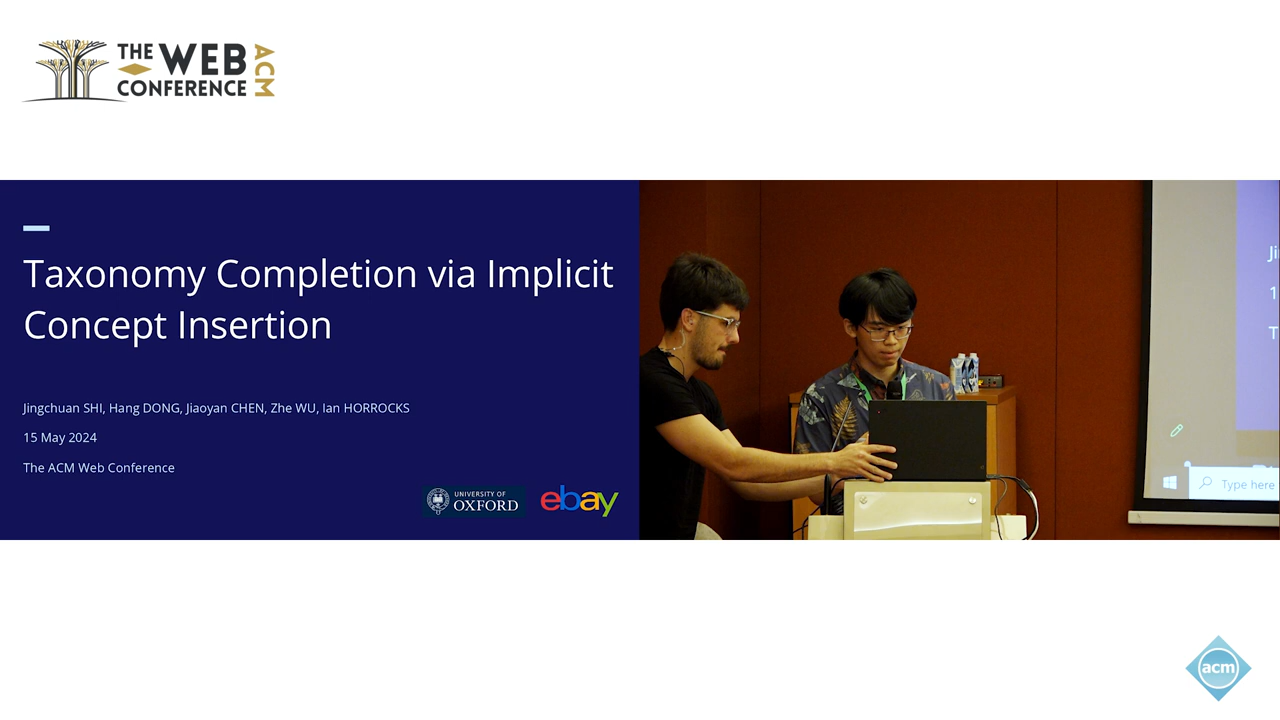 THE WEB
CONFERENCE
ACM
Taxonomy Completion via Implicit
Concept Insertion
Jingchuan SHI, Hang DONG, Jiaoyan CHEN, Zhe WU, Ian HORROCKS
15 May 2024
The ACM Web Conference
UNIVERSITY OF
OXFORD
ebay
Type here
acm